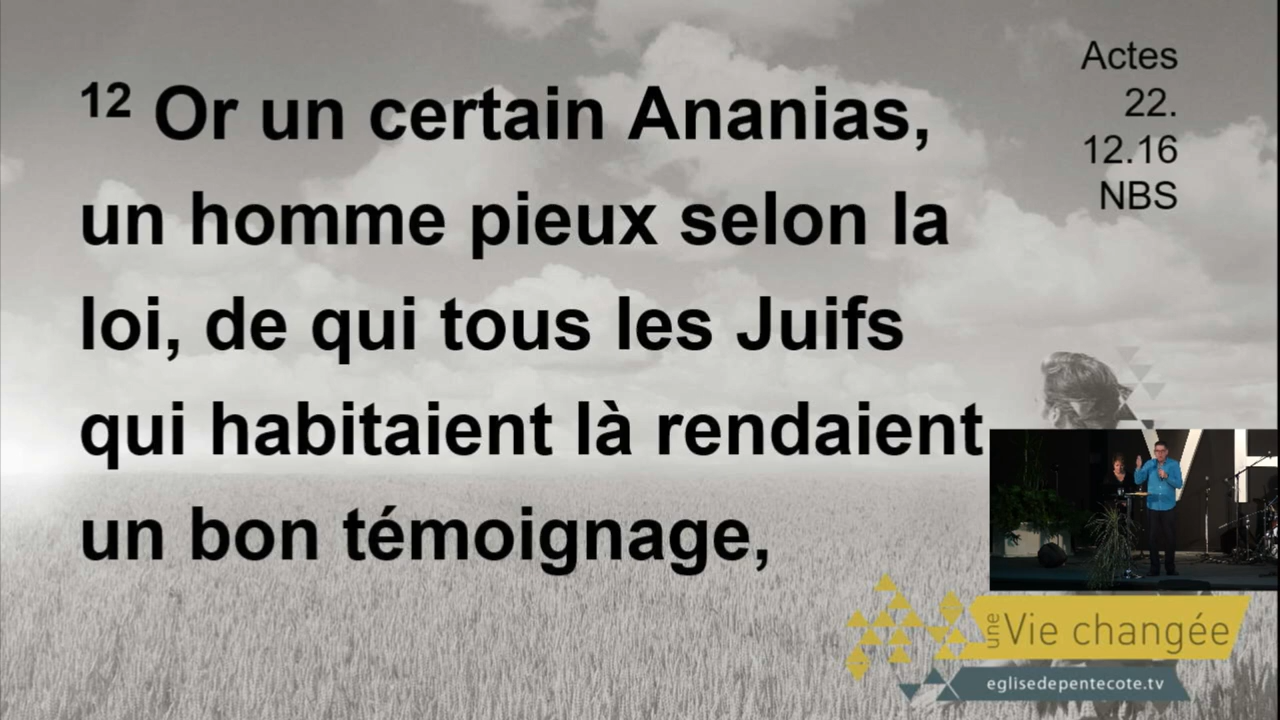 12 Or un certain Ananias,
un homme pieux selon la
loi, de qui tous les Juifs
qui habitaient là rendaient
un bon témoignage,
Actes
22.
12.16
NBS
une Vie changée
eglisedepentecote.tv